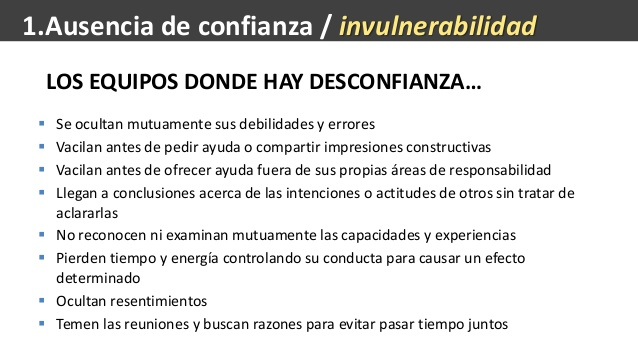 1.Ausencia de confianza / invulnerabilidad
LOS EQUIPOS DONDE HAY DESCONFIANZA...
▪ Se ocultan mutuamente sus debilidades y errores
▪ Vacilan antes de pedir ayuda o compartir impresiones constructivas
▪ Vacilan antes de ofrecer ayuda fuera de sus propias áreas de responsabilidad
▪ Llegan a conclusiones acerca de las intenciones o actitudes de otros sin tratar de
aclararlas
▪ No reconocen ni examinan mutuamente las capacidades y experiencias
▪ Pierden tiempo y energía controlando su conducta para causar un efecto
determinado
▪ Ocultan resentimientos
▪ Temen las reuniones y buscan razones para evitar pasar tiempo juntos